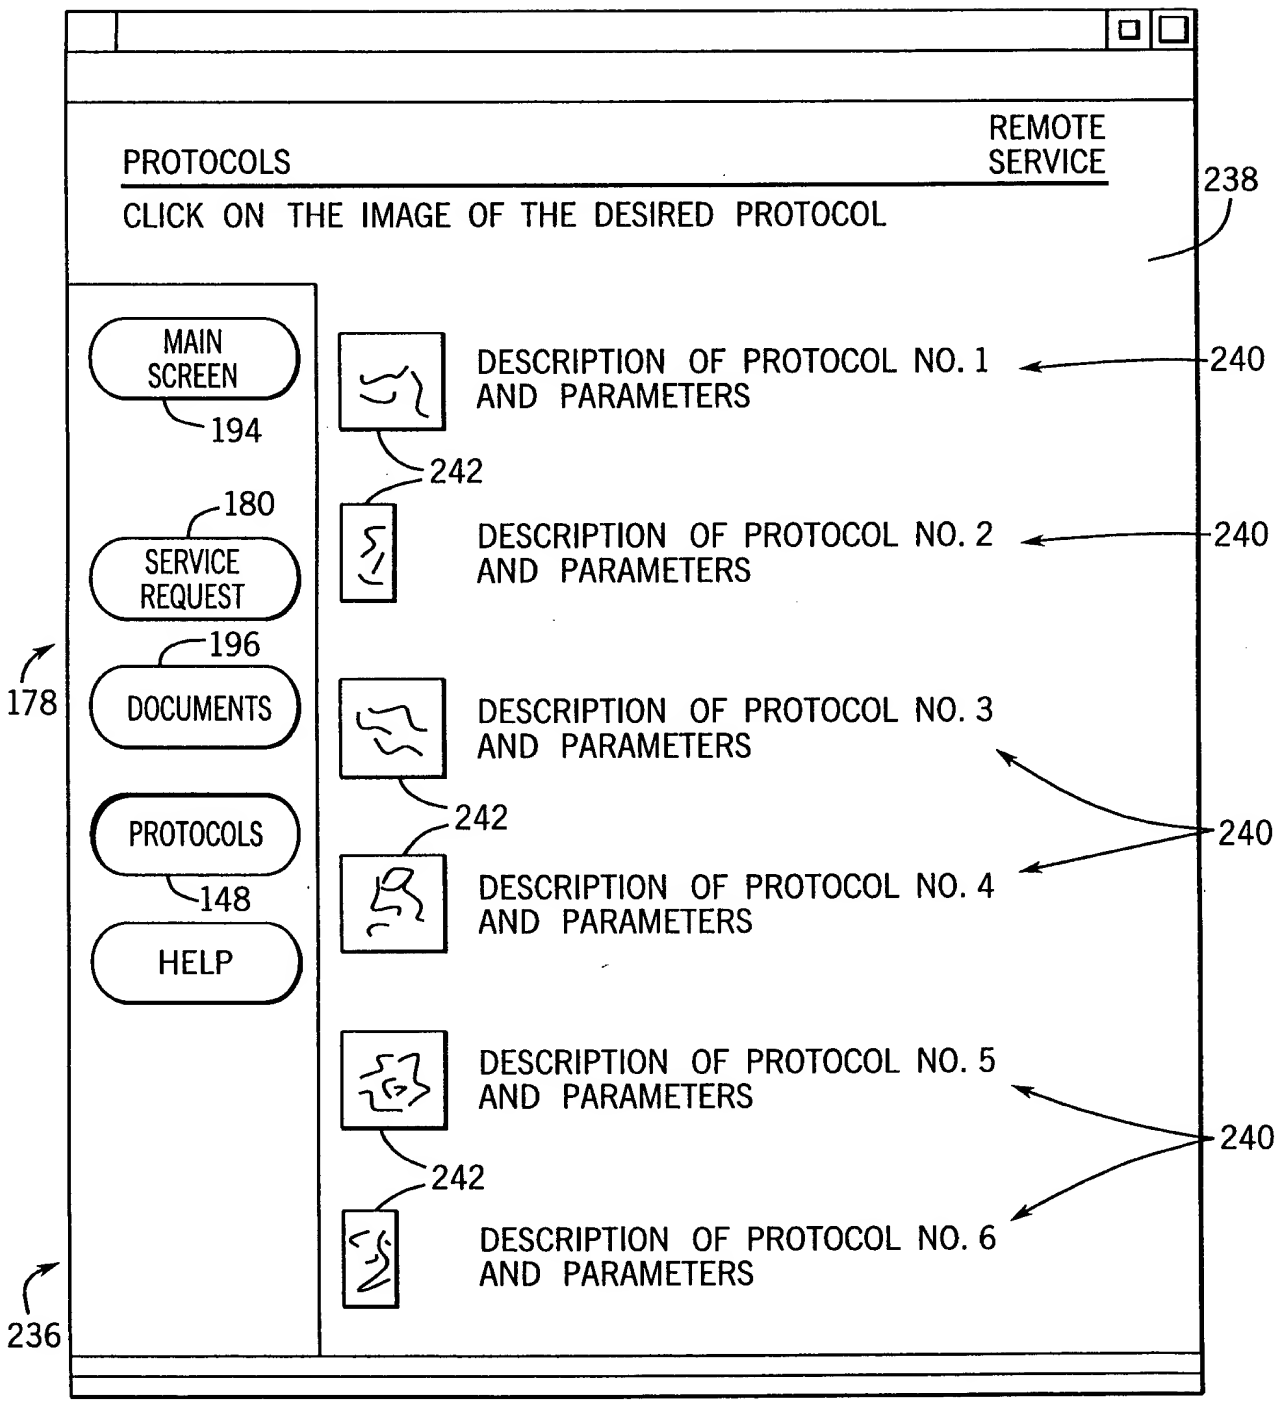 REMOTE
PROTOCOLS SERVICE
238
CLICK ON THE IMAGE OF THE DESIRED PROTOCOL
MAIN
SCREEN
194
180
SERVICE
REQUEST
196
178
DOCUMENTS
PROTOCOLS
148
HELP
236
DESCRIPTION OF PROTOCOL NO. 1
AND PARAMETERS
240
242
DESCRIPTION OF PROTOCOL NO. 2
AND PARAMETERS
240
DESCRIPTION OF PROTOCOL NO. 3
AND PARAMETERS
242
240
DESCRIPTION OF PROTOCOL NO. 4
AND PARAMETERS
DESCRIPTION OF PROTOCOL NO. 5
AND PARAMETERS
240
242
DESCRIPTION OF PROTOCOL NO. 6
AND PARAMETERS